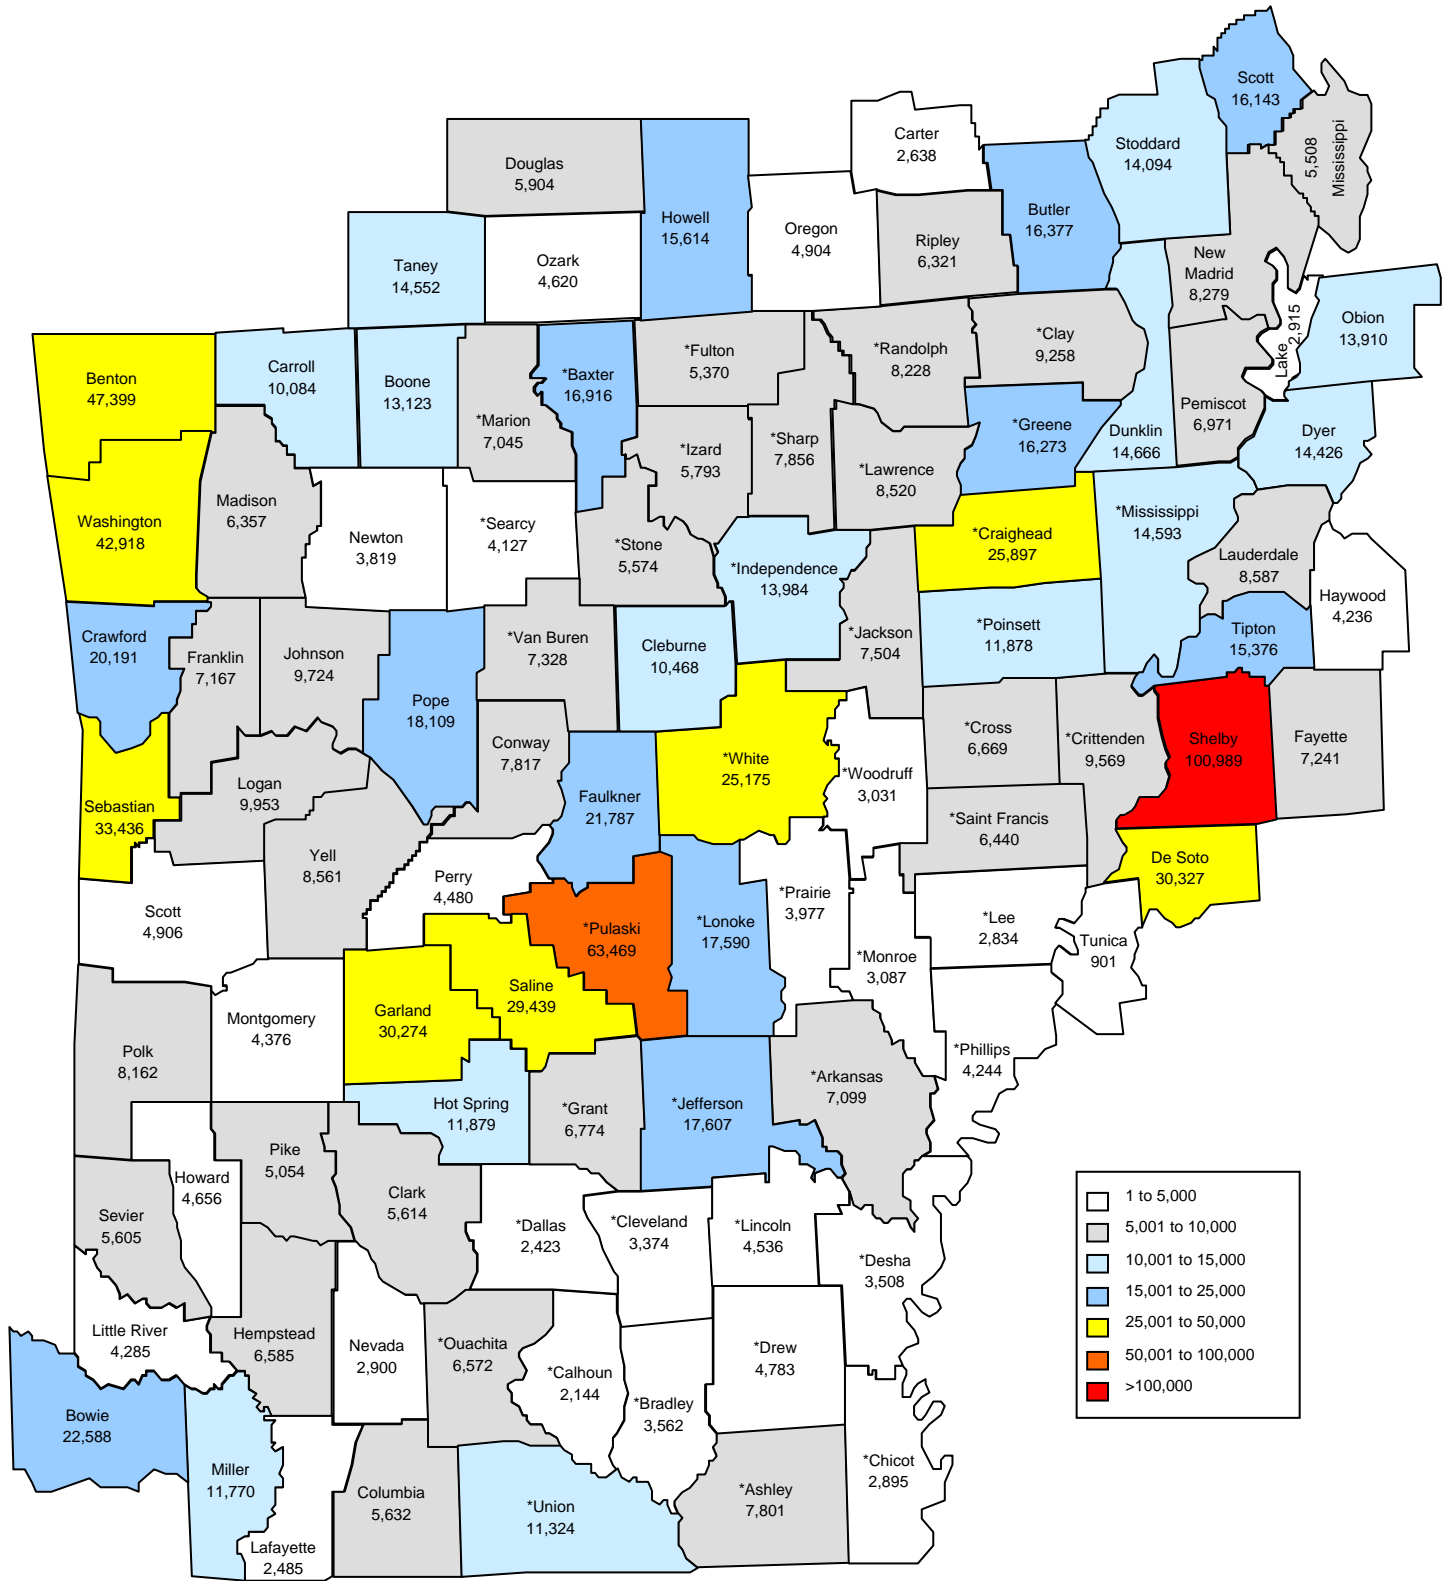 Scott
16,143
5,508
Mississippi
Carter
2,638
Stoddard
14,094
Douglas
5,904
Howell
15,614
Oregon
4,904
Ripley
6,321
Butler
16,377
Taney
14,552
Ozark
4,620
New
Madrid
8,279
Lake
2,915
Obion
13,910
Benton
47,399
Carroll
10,084
Boone
13,123
*Marion
7,045
*Baxter
16,916
*Fulton
5,370
*Randolph
8,228
*Clay
9,258
*Greene
16,273
Dunklin
14,666
Pemiscot
6,971
Dyer
14,426
*Izard
5,793
*Sharp
7,856
*Lawrence
8,520
Washington
42,918
Madison
6,357
Newton
3,819
*Searcy
4,127
*Stone
5,574
*Independence
13,984
*Craighead
25,897
*Mississippi
14,593
Lauderdale
8,587
Haywood
4,236
Crawford
20,191
Franklin
7,167
Johnson
9,724
Pope
18,109
*Van Buren
7,328
Cleburne
10,468
*Jackson
7,504
*Poinsett
11,878
Tipton
15,376
Sebastian
33,436
Logan
9,953
Conway
7,817
Faulkner
21,787
*White
25,175
*Woodruff
3,031
*Cross
6,669
*Crittenden
9,569
Shelby
100,989
Fayette
7,241
Yell
8,561
*Saint Francis
6,440
De Soto
30,327
Scott
4,906
Perry
4,480
*Pulaski
63,469
*Lonoke
17,590
*Prairie
3,977
*Monroe
3,087
*Lee
2,834
Tunica
901
Polk
8,162
Montgomery
4,376
Garland
30,274
Saline
29,439
*Phillips
4,244
Hot Spring
11,879
*Grant
6,774
*Jefferson
17,607
*Arkansas
7,099
Pike
5,054
Howard
4,656
Clark
5,614
Sevier
5,605
*Dallas
2,423
*Cleveland
3,374
*Lincoln
4,536
*Desha
3,508
Little River
4,285
Hempstead
6,585
Nevada
2,900
*Ouachita
6,572
*Calhoun
2,144
*Bradley
3,562
*Drew
4,783
Bowie
22,588
Miller
11,770
Lafayette
2,485
Columbia
5,632
*Union
11,324
*Ashley
7,801
*Chicot
2,895
1 to 5,000
5,001 to 10,000
10,001 to 15,000
15,001 to 25,000
25,001 to 50,000
50,001 to 100,000
>100,000